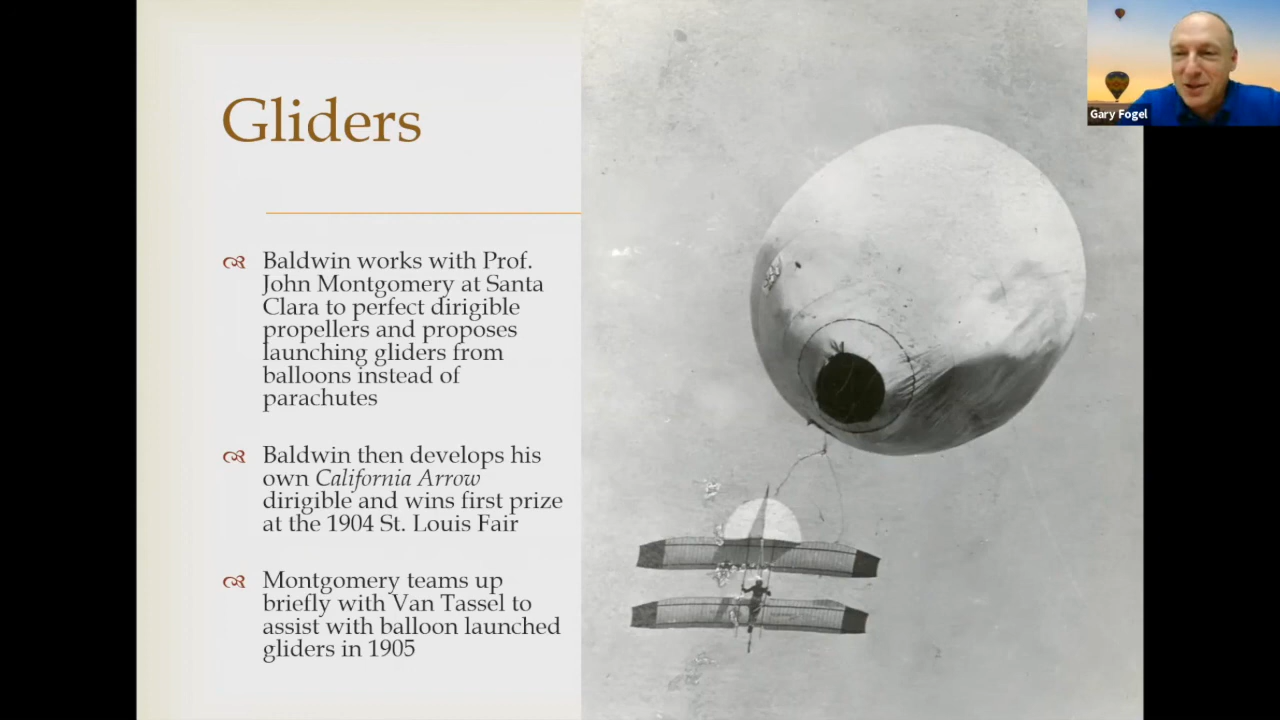 Gliders
Baldwin works with Prof.
John Montgomery at Santa
Clara to perfect dirigible
propellers and proposes
launching gliders from
balloons instead of
parachutes
Baldwin then develops his
own California Arrow
dirigible and wins first prize
at the 1904 St. Louis Fair
Montgomery teams up
briefly with Van Tassel to
assist with balloon launched
gliders in 1905
Gary Fogel